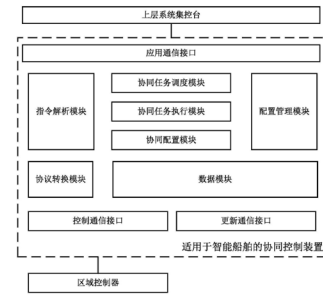 上层系统集控台
应用通信接口
指令解析模块
协同任务调度模块
协同任务执行模块
协同配置模块
配置管理模块
协议转换模块
数据模块
控制通信接口
更新通信接口
适用于智能船舶的协同控制装置
区域控制器